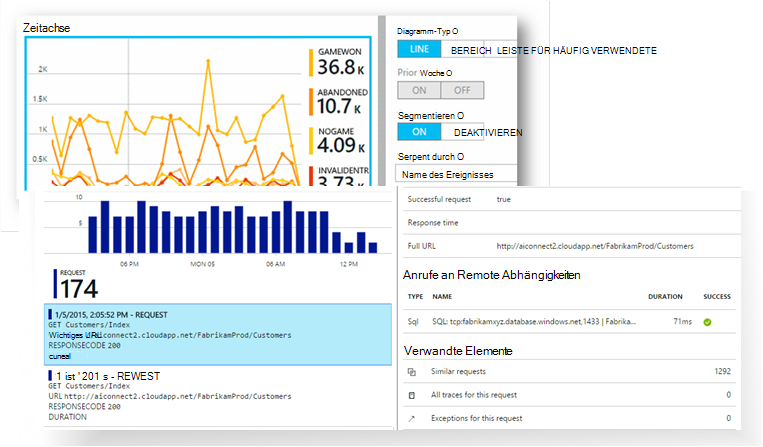 Zeitachse
2K
1.5K
1K
0.5K
GAMEWON
36.8 K
ABANDONED
10.7 K
NOGAME
4.09 K
INVALIDENTR
3.73 K
Diagramm-Typ O
LINE BEREICH LEISTE FÜR HÄUFIG VERWENDETE
Prior Woche O
ON OFF
Segmentieren O
ON DEAKTIVIEREN
Serpent durch O
Name des Ereignisses
10
5
06 PM MON 05 06 AM 12 PM
REQUEST
174
1/5/2015, 2:05:52 PM - REQUEST
GET Customers/Index
Wichtiges URL: aiconnect2.cloudapp.net/FabrikamProd/Customers
RESPONSECODE 200
cuneal
1 ist ' 201 s - REWEST
GET Customers/Index
URL http://aiconnect2.cloudapp.net/FabrikamProd/Customers
RESPONSECODE 200
DURATION
Successful request true
Response time
Full URL http://aiconnect2.cloudapp.net/FabrikamProd/Customers
Anrufe an Remote Abhängigkeiten
TYPE NAME DURATION SUCCESS
Sql SQL: tcp:fabrikamxyz.database.windows.net,1433 | Fabrika... 71ms
Verwandte Elemente
Similar requests 1292
All traces for this request 0
Exceptions for this request 0